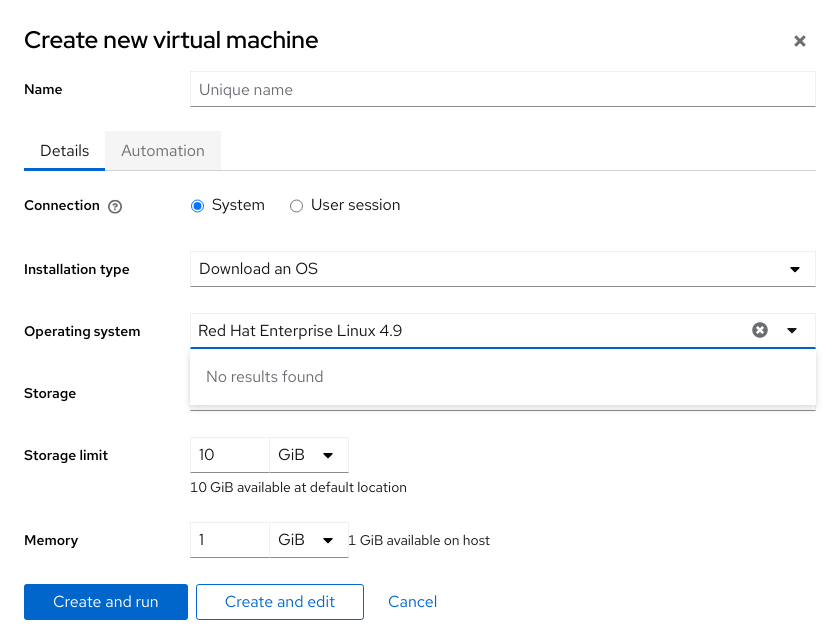 Create new virtual machine
Name
Unique name
Details Automation
Connection
System User session
Installation type
Download an OS
Operating system
Red Hat Enterprise Linux 4.9
No results found
Storage
Storage limit
10 GiB
10 GiB available at default location
Memory
1 GiB 1 GiB available on host
Create and run Create and edit Cancel